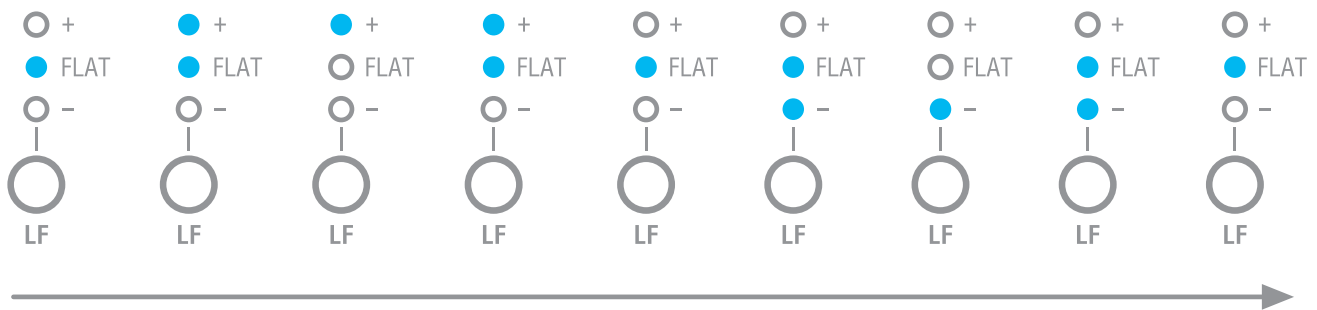 + + + + + + + + +
FLAT FLAT FLAT FLAT FLAT FLAT FLAT FLAT FLAT
− − − − − − − − −
LF LF LF LF LF LF LF LF LF